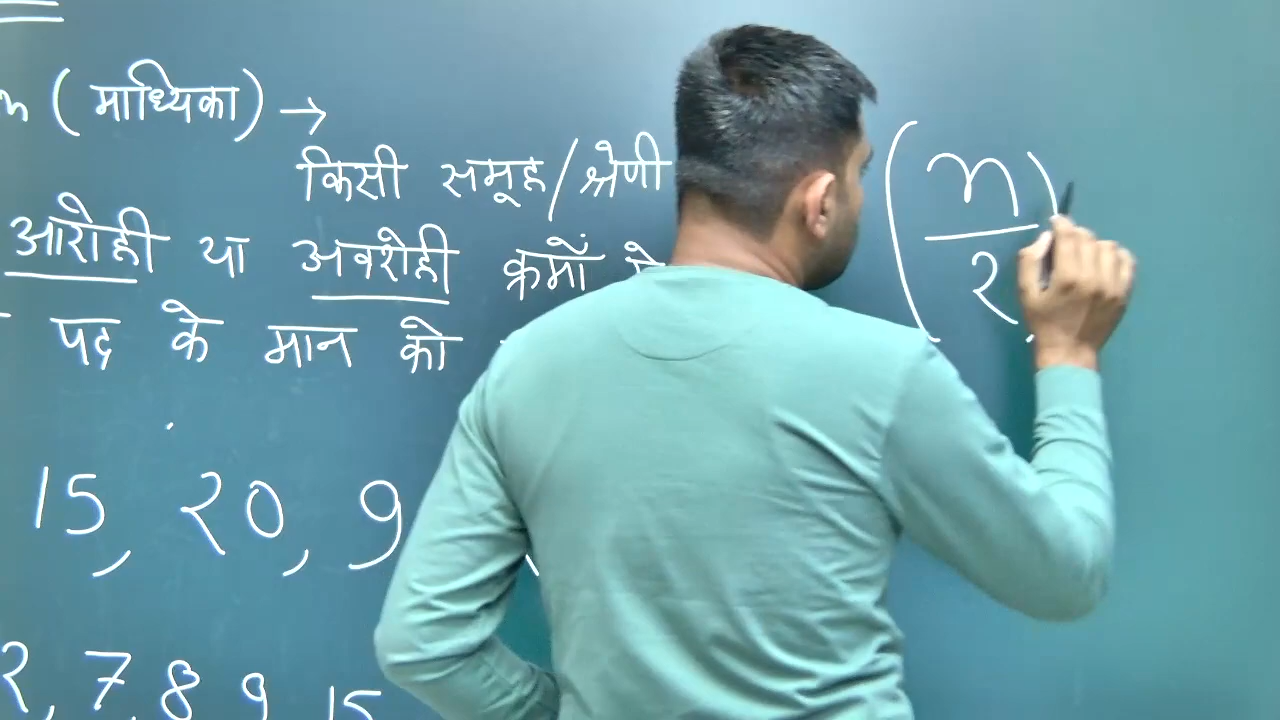 (माध्यिका) →
किसी समूह/श्रेणी
आरोही या अवरोही क्रमों
पद के मान को
15, 20, 9
2, 7, 8, 9, 15
(n/2)